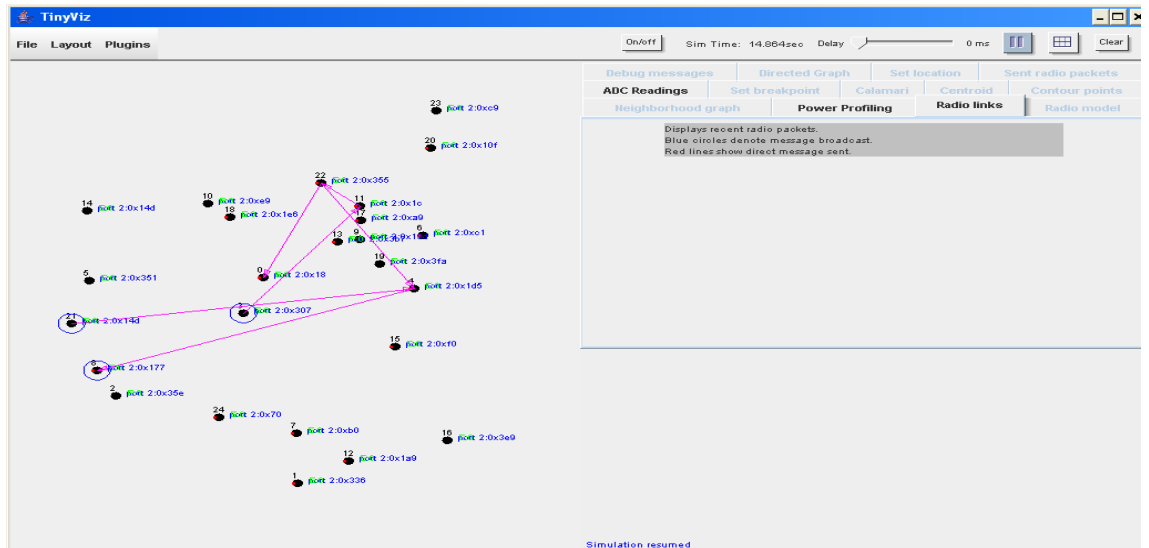 TinyViz
File Layout Plugins
On/off Sim Time: 14.864sec Delay 0 ms Clear
Debug messages Directed Graph Set location Sent radio packets
ADC Readings Set breakpoint Calamari Centroid Contour points
Neighborhood graph Power Profiling Radio links Radio model
Displays recent radio packets.
Blue circles denote message broadcast.
Red lines show direct message sent.
23 port 2:0xc9
20 port 2:0x10f
22 port 2:0x355
14 port 2:0x14d
10 port 2:0xe9
18 port 2:0x1e6
11 port 2:0x1c
17 port 2:0xa9
13
9
6 port 2:0xc1
19 port 2:0x3fa
5 port 2:0x351
0 port 2:0x18
4 port 2:0x1d5
3 port 2:0x307
21 port 2:0x14d
15 port 2:0xf0
8 port 2:0x177
2 port 2:0x35e
24 port 2:0x70
7 port 2:0xb0
16 port 2:0x3e9
12 port 2:0x1a9
1 port 2:0x336
Simulation resumed